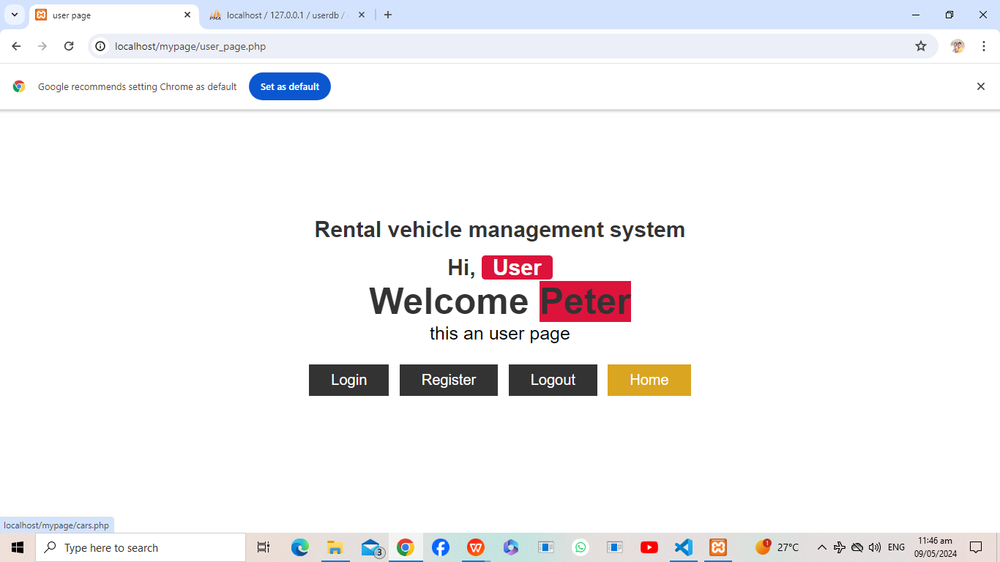 user page
localhost / 127.0.0.1 / userdb /
localhost/mypage/user_page.php
Google recommends setting Chrome as default
Set as default
Rental vehicle management system
Hi, User
Welcome Peter
this an user page
Login Register Logout Home
localhost/mypage/cars.php
Type here to search
3
1
27°C
ENG
11:46 am
09/05/2024